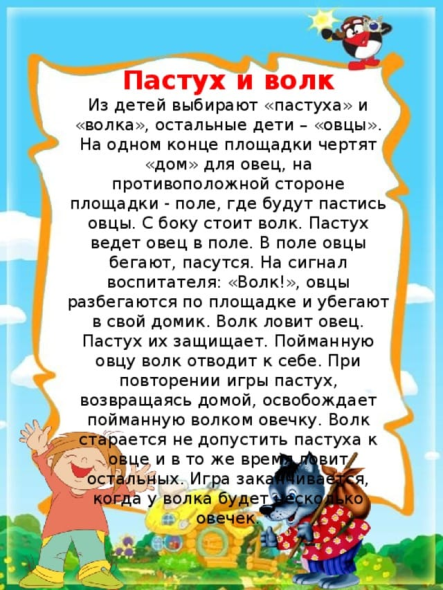 Пастух и волк
Из детей выбирают «пастуха» и
«волка», остальные дети – «овцы».
На одном конце площадки чертят
«дом» для овец, на
противоположной стороне
площадки - поле, где будут пастись
овцы. С боку стоит волк. Пастух
ведет овец в поле. В поле овцы
бегают, пасутся. На сигнал
воспитателя: «Волк!», овцы
разбегаются по площадке и убегают
в свой домик. Волк ловит овец.
Пастух их защищает. Пойманную
овцу волк отводит к себе. При
повторении игры пастух,
возвращаясь домой, освобождает
пойманную волком овечку. Волк
старается не допустить пастуха к
овце и в то же время ловит
остальных. Игра заканчивается,
когда у волка будет несколько
овечек.